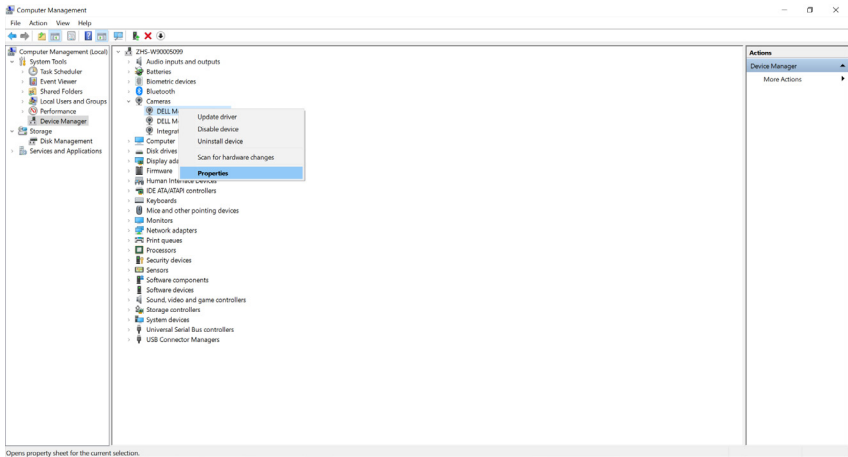 Computer Management
File Action View Help
Computer Management (Local)
System Tools
Task Scheduler
Event Viewer
Shared Folders
Local Users and Groups
Performance
Device Manager
Storage
Disk Management
Services and Applications
ZHS-W90005099
Audio inputs and outputs
Batteries
Biometric devices
Bluetooth
Cameras
DELL M
DELL M
Integrat
Computer
Disk drives
Display ada
Firmware
Human Interface Devices
IDE ATA/ATAPI controllers
Keyboards
Mice and other pointing devices
Monitors
Network adapters
Print queues
Processors
Security devices
Sensors
Software components
Software devices
Sound, video and game controllers
Storage controllers
System devices
Universal Serial Bus controllers
USB Connector Managers
Update driver
Disable device
Uninstall device
Scan for hardware changes
Properties
Actions
Device Manager
More Actions
Opens property sheet for the current selection.